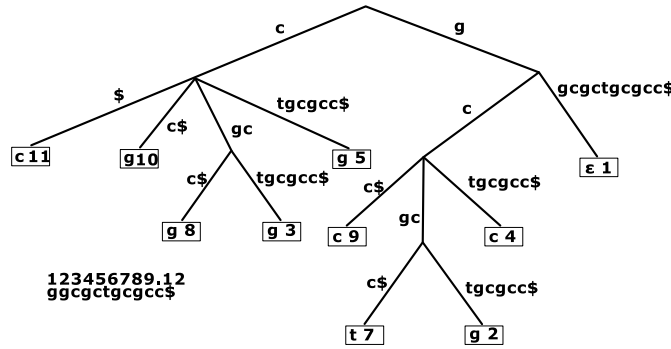 c
g
$
c$
gc
tgcgcc$
c
gcgctgcgcc$
c 11
g10
g 5
ε 1
c$
tgcgcc$
c$
gc
tgcgcc$
g 8
g 3
c 9
c 4
123456789.12
ggcgctgcgcc$
c$
tgcgcc$
t 7
g 2